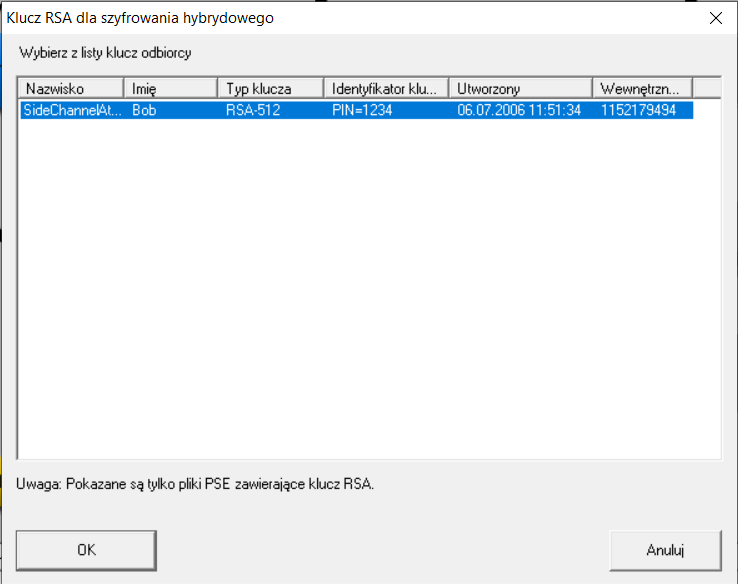 Klucz RSA dla szyfrowania hybrydowego
Wybierz z listy klucz odbiorcy
Nazwisko Imię Typ klucza Identyfikator klu... Utworzony Wewnętrzn...
SideChannelAt... Bob RSA-512 PIN=1234 06.07.2006 11:51:34 1152179494
Uwaga: Pokazane są tylko pliki PSE zawierające klucz RSA.
OK Anuluj